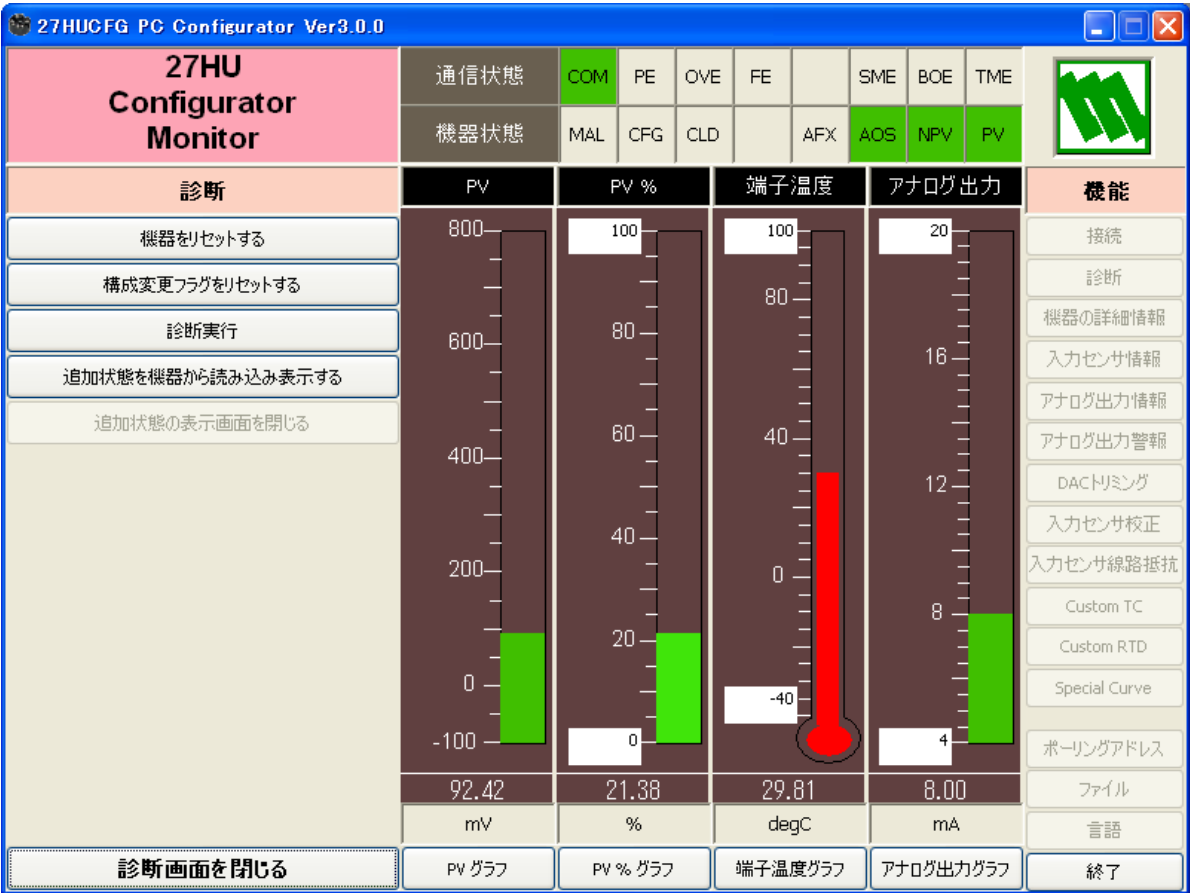 27HUCFG PC Configurator Ver3.0.0
27HU
Configurator
Monitor
通信状態 COM PE OVE FE SME BOE TME
機器状態 MAL CFG CLD AFX AOS NPV PV
診断
機器をリセットする
構成変更フラグをリセットする
診断実行
追加状態を機器から読み込み表示する
追加状態の表示画面を閉じる
診断画面を閉じる
PV
800
600
400
200
0
-100
92.42
mV
PV グラフ
PV %
100
80
60
40
20
0
21.38
%
PV % グラフ
端子温度
100
80
40
0
-40
29.81
degC
端子温度グラフ
アナログ出力
20
16
12
8
4
8.00
mA
アナログ出力グラフ
機能
接続
診断
機器の詳細情報
入力センサ情報
アナログ出力情報
アナログ出力警報
DACトリミング
入力センサ校正
入力センサ線路抵抗
Custom TC
Custom RTD
Special Curve
ポーリングアドレス
ファイル
言語
終了